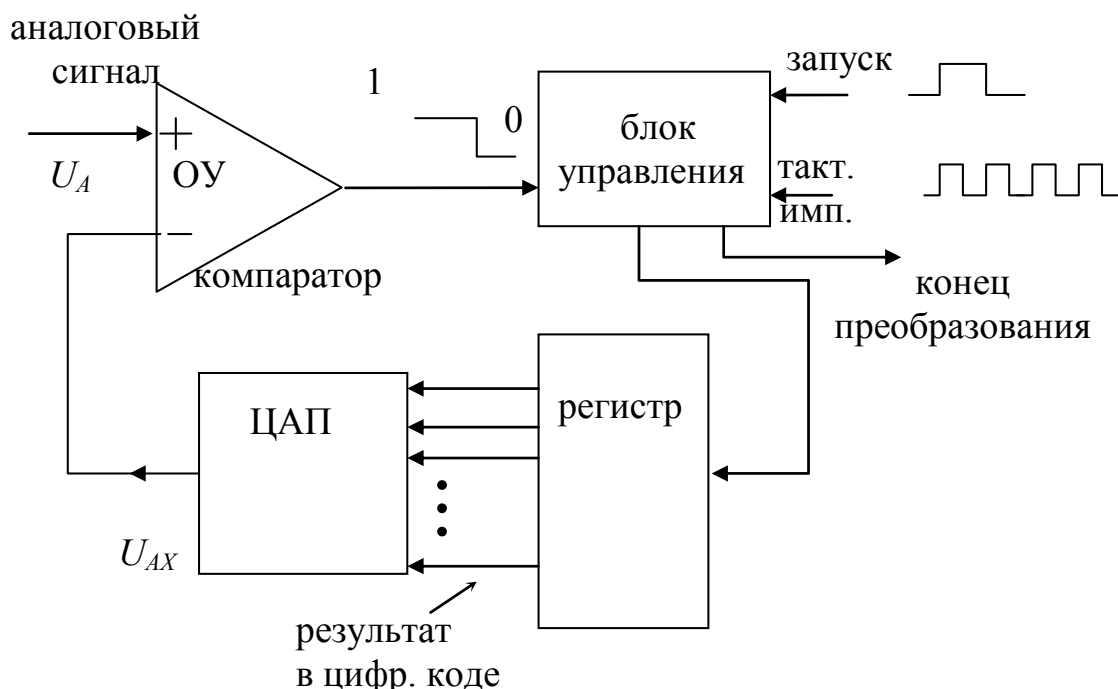 аналоговый
сигнал
1
запуск
0
блок
управления
+
U_A
ОУ
такт.
имп.
–
компаратор
конец
преобразования
ЦАП
регистр
U_AX
результат
в цифр. коде